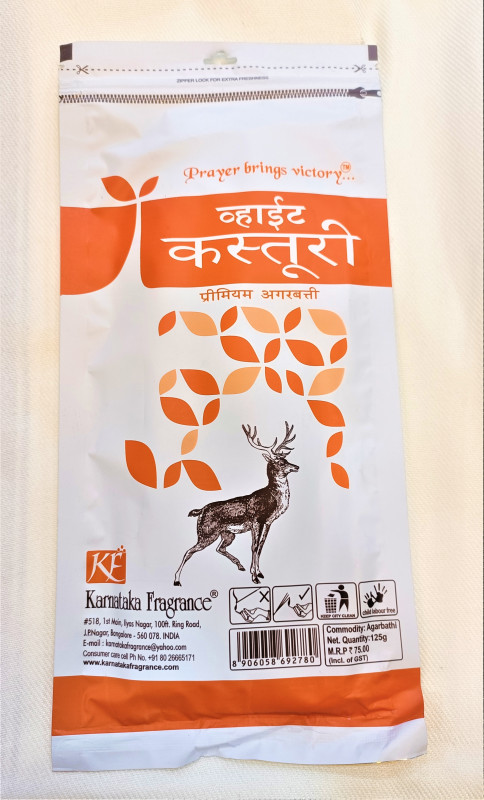 ZIPPER LOCK FOR EXTRA FRESHNESS
Prayer brings victory™...
व्हाईट
कस्तूरी
प्रीमियम अगरबत्ती
KF
Karnataka Fragrance®
#518, 1st Main, Ilyas Nagar, 100ft. Ring Road,
J.P.Nagar, Bangalore - 560 078. INDIA
E-mail : karnatakafragrance@yahoo.com
Consumer care cell Ph No. +91 80 26665171
www.karnatakafragrance.com
KEEP CITY CLEAN
child labour free
8 906058 692780
Commodity: Agarbathi
Net. Quantity:125g
M.R.P ₹ 75.00
(Incl. of GST)